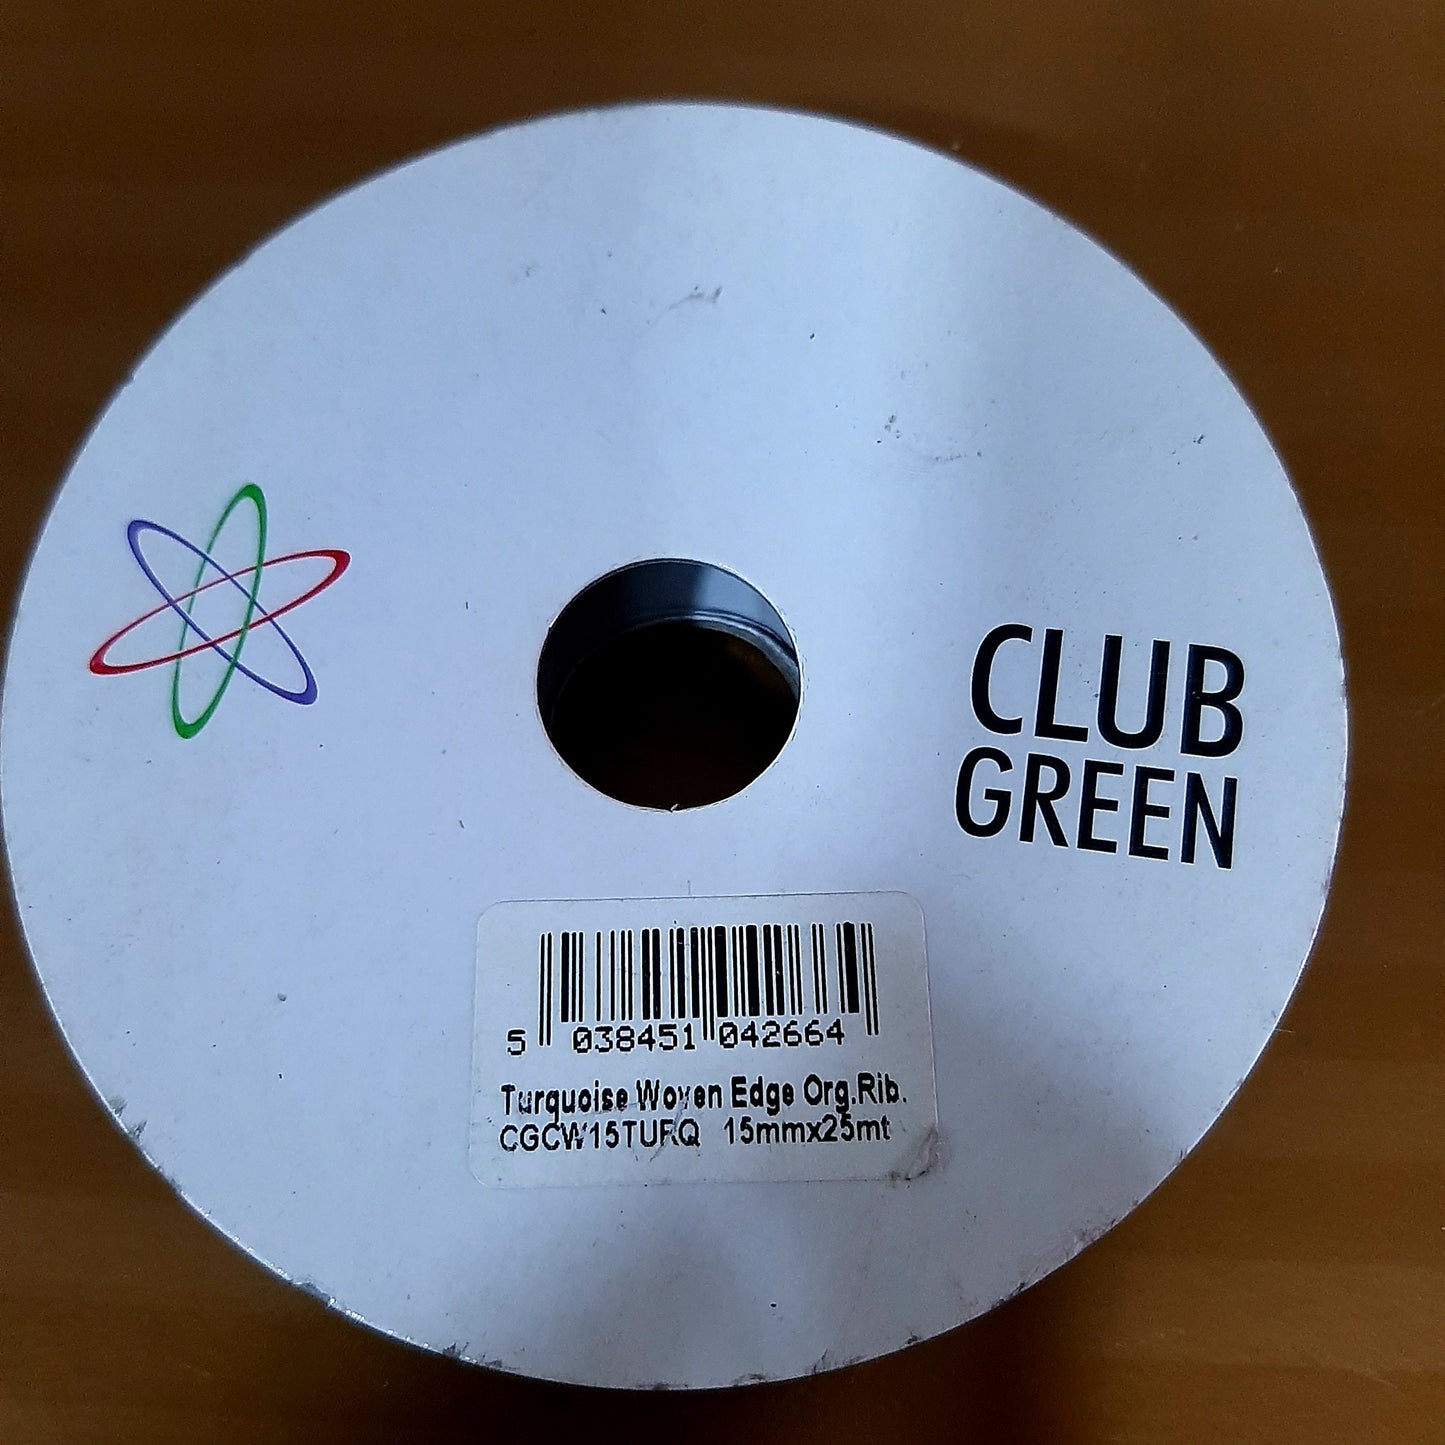 CLUB
GREEN
5 038451 042664
Turquoise Woven Edge Org.Rib.
CGCW15TURQ 15mmx25mt